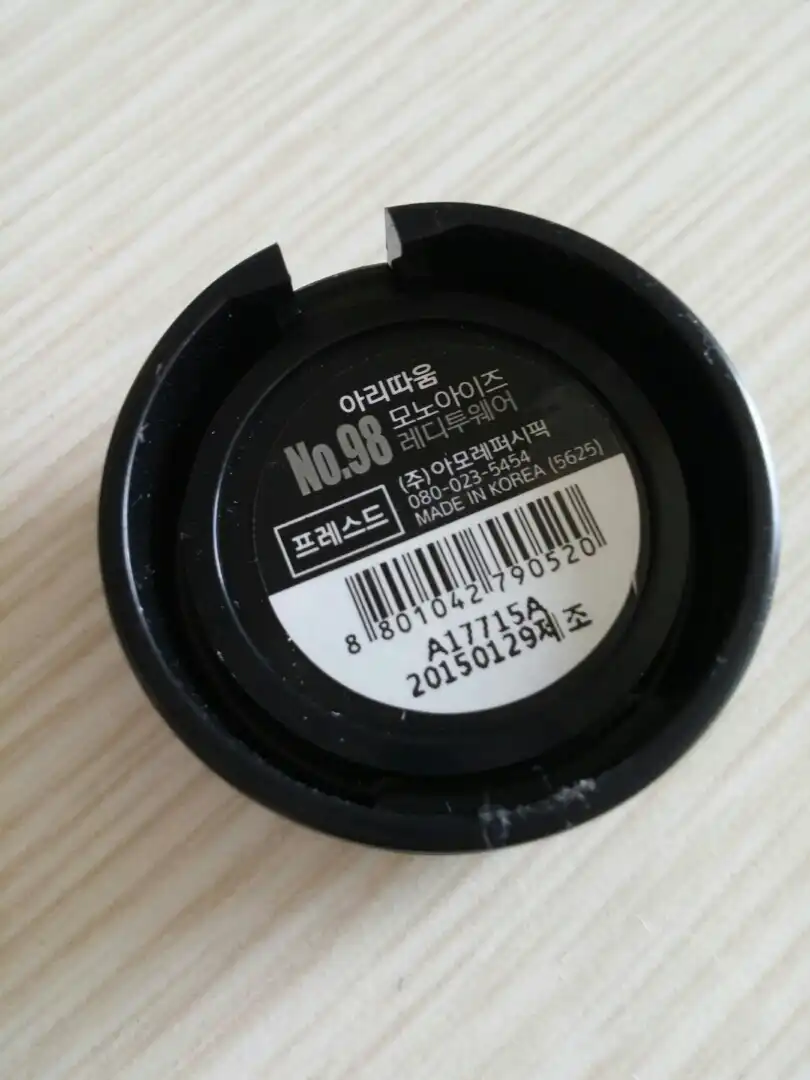 아리따움
No.98 모노아이즈
레디투웨어
프레스드
(주)아모레퍼시픽
080-023-5454
MADE IN KOREA (5625)
8 801042 790520
A17715A
20150129제조